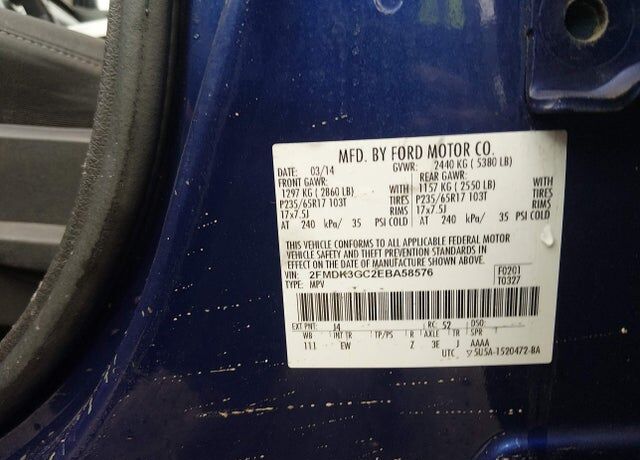 MFD. BY FORD MOTOR CO.
DATE: 03/14 GVWR: 2440 KG ( 5380 LB)
FRONT GAWR: REAR GAWR:
1297 KG ( 2860 LB) WITH 1157 KG ( 2550 LB) WITH
P235/65R17 103T TIRES P235/65R17 103T TIRES
17x7.5J RIMS 17x7.5J RIMS
AT 240 kPa/ 35 PSI COLD AT 240 kPa/ 35 PSI COLD
THIS VEHICLE CONFORMS TO ALL APPLICABLE FEDERAL MOTOR
VEHICLE SAFETY AND THEFT PREVENTION STANDARDS IN
EFFECT ON THE DATE OF MANUFACTURE SHOWN ABOVE.
VIN: 2FMDK3GC2EBA58576 F0201
TYPE: MPV T0327
EXT PNT: J4 RC: 52 DSO:
WB INT TR TP/PS R AXLE TR SPR
111 EW Z 3E J AAAA
UTC ▽5U5A-1520472-BA